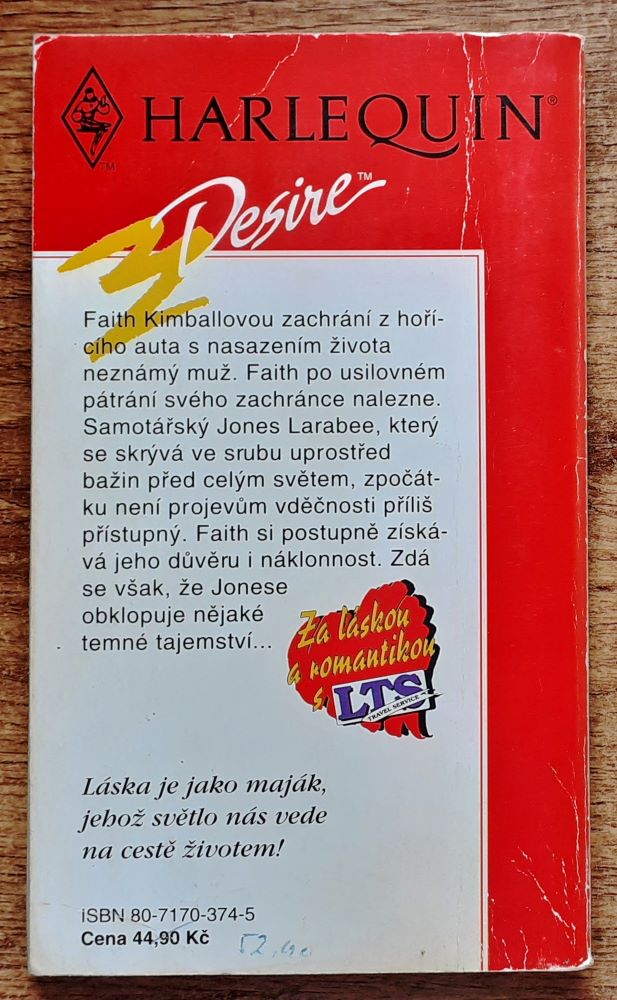 HARLEQUIN®
TM
Desire™
Faith Kimballovou zachrání z hoří-
cího auta s nasazením života
neznámý muž. Faith po usilovném
pátrání svého zachránce nalezne.
Samotářský Jones Larabee, který
se skrývá ve srubu uprostřed
bažin před celým světem, zpočát-
ku není projevům vděčnosti příliš
přístupný. Faith si postupně získá-
vá jeho důvěru i náklonnost. Zdá
se však, že Jonese
obklopuje nějaké
temné tajemství...
Za láskou
a romantikou
s LTS
TRAVEL SERVICE
Láska je jako maják,
jehož světlo nás vede
na cestě životem!
ISBN 80-7170-374-5
Cena 44,90 Kč